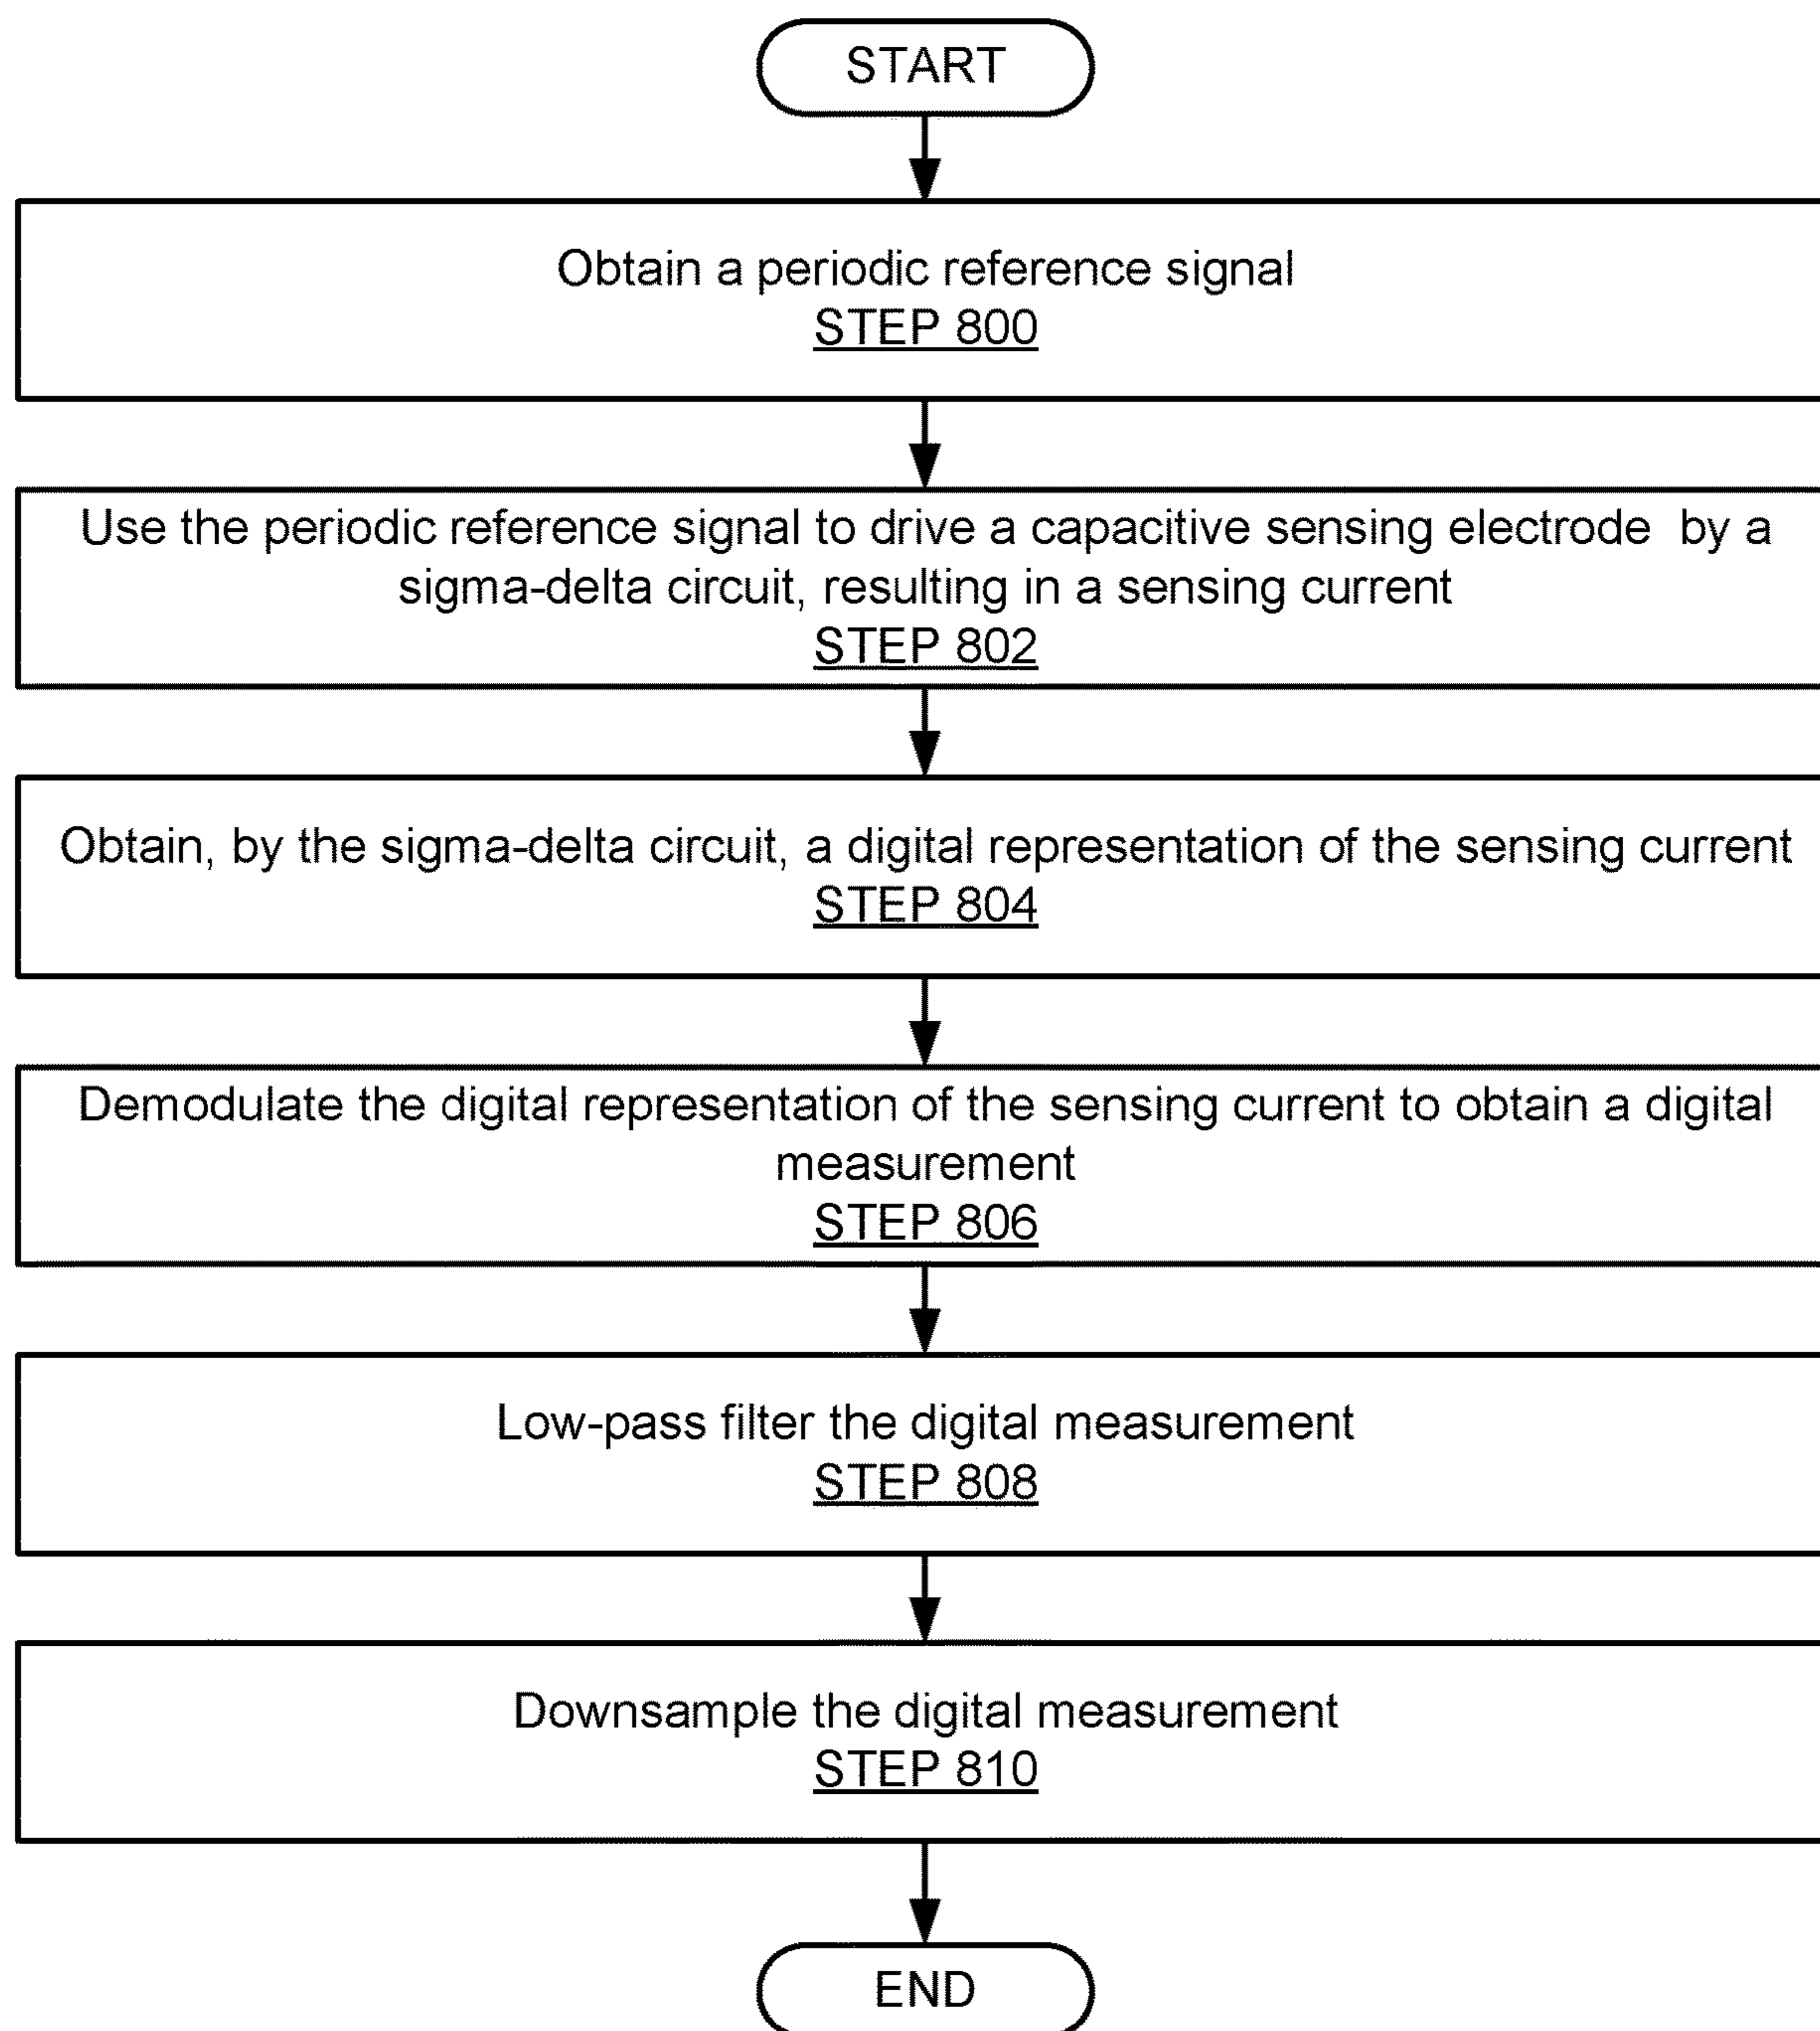 START
Obtain a periodic reference signal
STEP 800
Use the periodic reference signal to drive a capacitive sensing electrode  by a
sigma-delta circuit, resulting in a sensing current
STEP 802
Obtain, by the sigma-delta circuit, a digital representation of the sensing current
STEP 804
Demodulate the digital representation of the sensing current to obtain a digital
measurement
STEP 806
Low-pass filter the digital measurement
STEP 808
Downsample the digital measurement
STEP 810
END